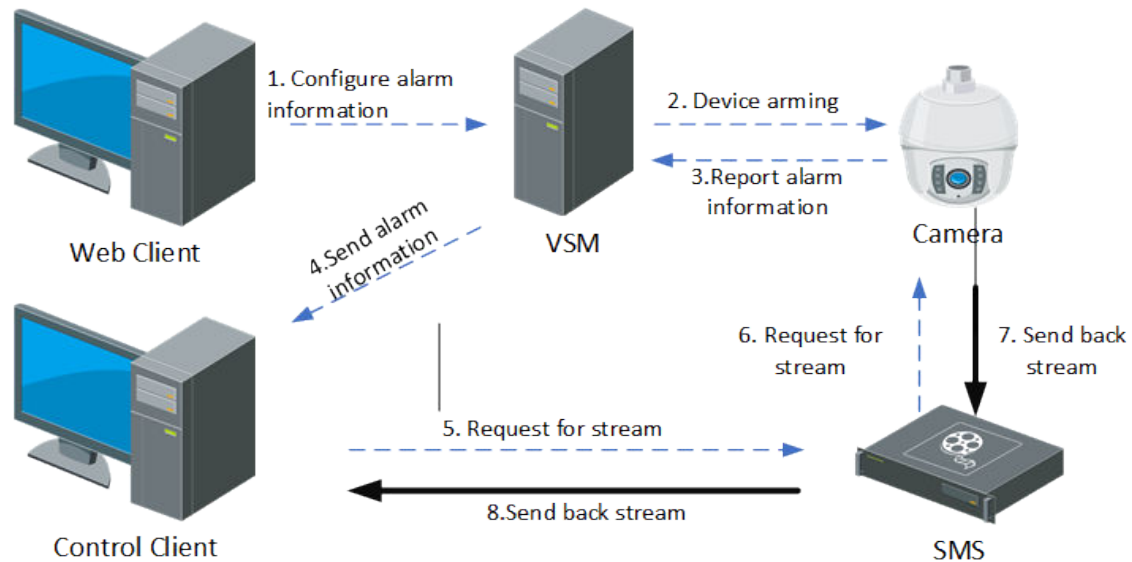 1. Configure alarm
information
2. Device arming
3.Report alarm
information
Web Client
VSM
Camera
4.Send alarm
information
6. Request for
stream
7. Send back
stream
5. Request for stream
8.Send back stream
Control Client
SMS